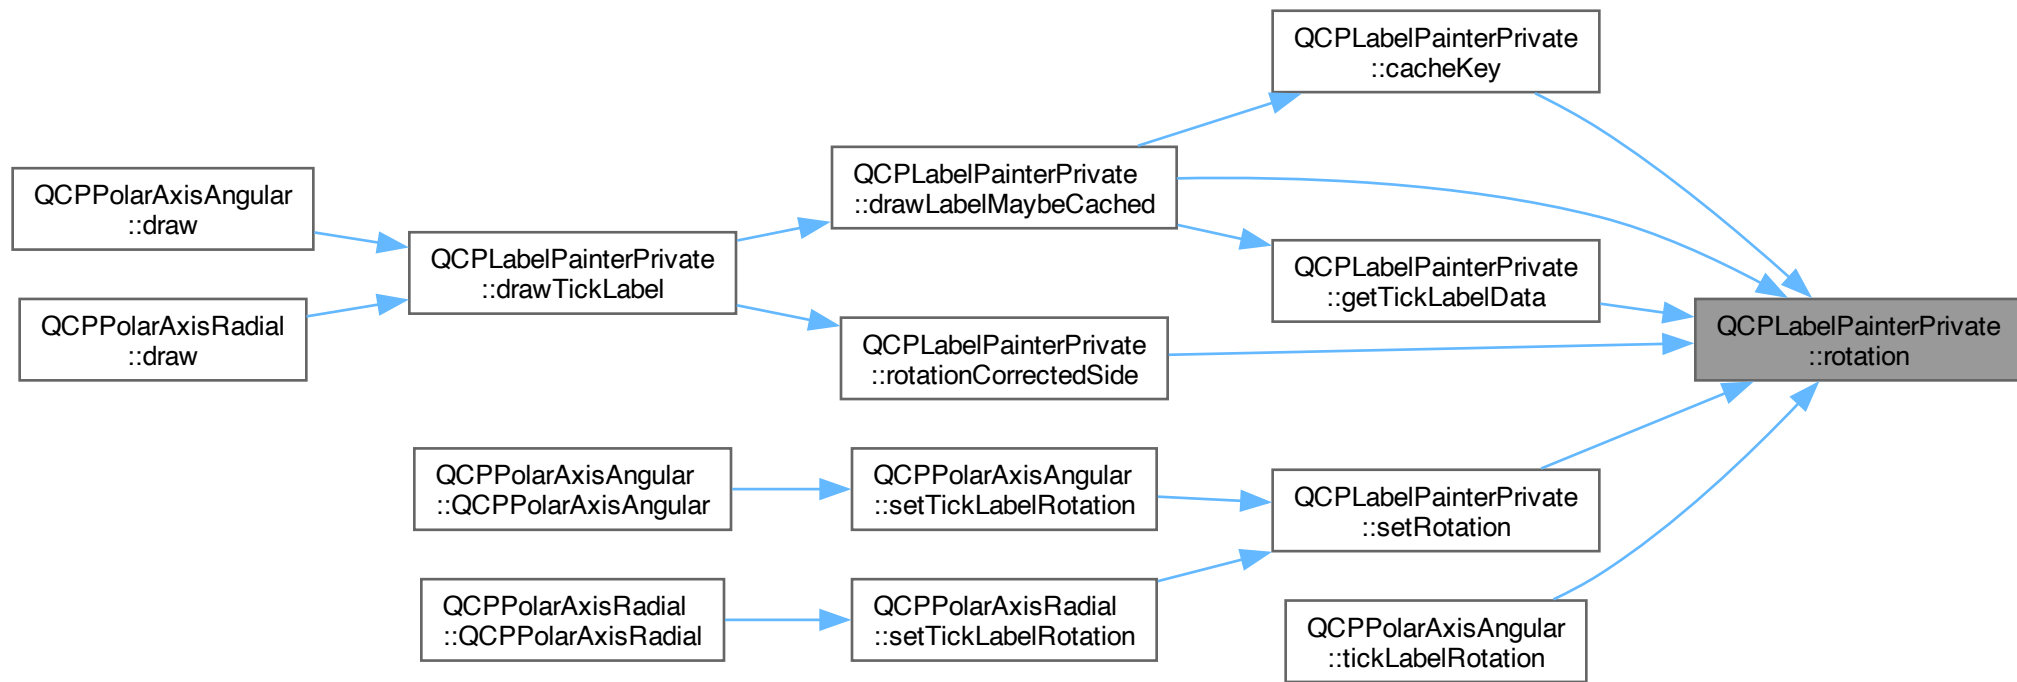 QCPLabelPainterPrivate
::cacheKey
QCPPolarAxisAngular
::draw
QCPLabelPainterPrivate
::drawLabelMaybeCached
QCPLabelPainterPrivate
::drawTickLabel
QCPLabelPainterPrivate
::getTickLabelData
QCPPolarAxisRadial
::draw
QCPLabelPainterPrivate
::rotationCorrectedSide
QCPLabelPainterPrivate
::rotation
QCPPolarAxisAngular
::QCPPolarAxisAngular
QCPPolarAxisAngular
::setTickLabelRotation
QCPLabelPainterPrivate
::setRotation
QCPPolarAxisRadial
::QCPPolarAxisRadial
QCPPolarAxisRadial
::setTickLabelRotation
QCPPolarAxisAngular
::tickLabelRotation